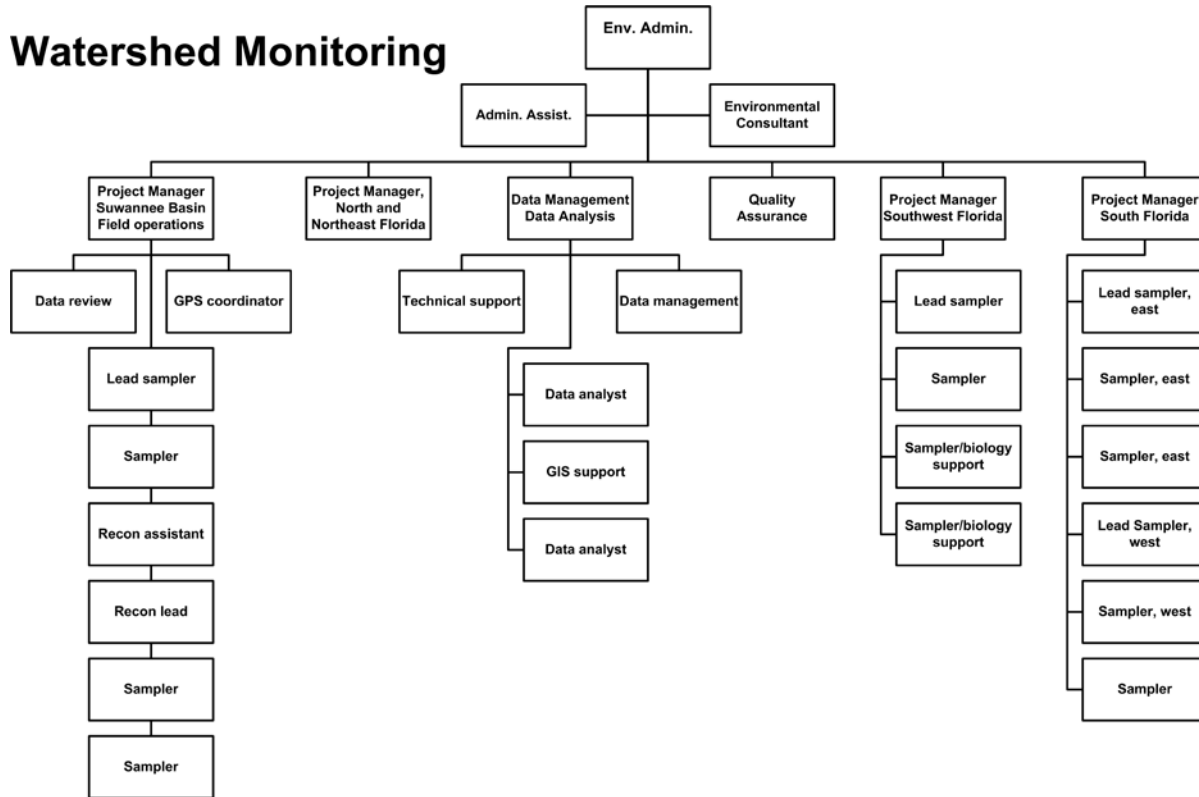 Watershed Monitoring
Env. Admin.
Admin. Assist.
Environmental
Consultant
Project Manager
Suwannee Basin
Field operations
Project Manager,
North and
Northeast Florida
Data Management
Data Analysis
Quality
Assurance
Project Manager
Southwest Florida
Project Manager
South Florida
Data review
GPS coordinator
Lead sampler
Sampler
Recon assistant
Recon lead
Sampler
Sampler
Technical support
Data management
Data analyst
GIS support
Data analyst
Lead sampler
Sampler
Sampler/biology
support
Sampler/biology
support
Lead sampler,
east
Sampler, east
Sampler, east
Lead Sampler,
west
Sampler, west
Sampler